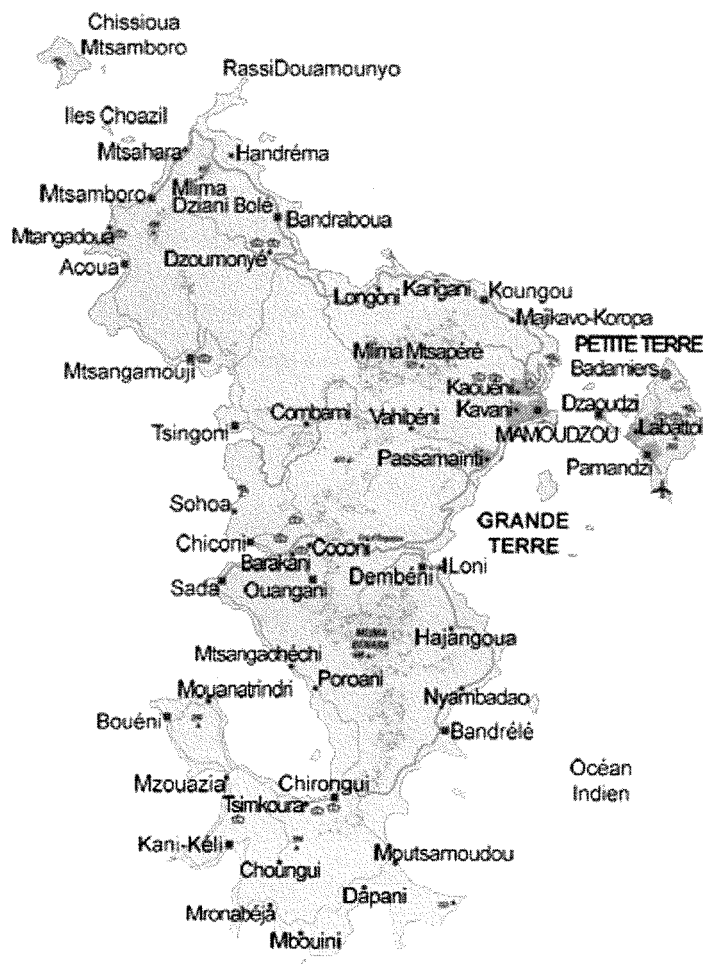 Chissioua
Mtsamboro
RassiDouamounyo
Iles Choazil
Mtsahara
Handréma
Mtsamboro
Mlima
Dziani Bolé
Bandraboua
Mtangadoua
Acoua
Dzoumonyé
Longoni
Kangani
Koungou
Majikavo-Koropa
Mtsangamouji
Mlima Mtsapéré
PETITE TERRE
Badamiers
Kaouéni
Combani
Vahibéni
Kavani
Dzaoudzi
Tsingoni
MAMOUDZOU
Labattoi
Passamainti
Pamandzi
Sohoa
GRANDE
TERRE
Chiconi
Coconi
Barakani
Dembéni
ILoni
Sada
Ouangani
Hajangoua
Mtsangachéchi
Poroani
Mouanatrindri
Nyambadao
Bouéni
Bandrélé
Océan
Indien
Mzouazia
Chirongui
Tsimkoura
Kani-Kéli
Choungui
Moutsamoudou
Dapani
Mronabéja
Mbouini